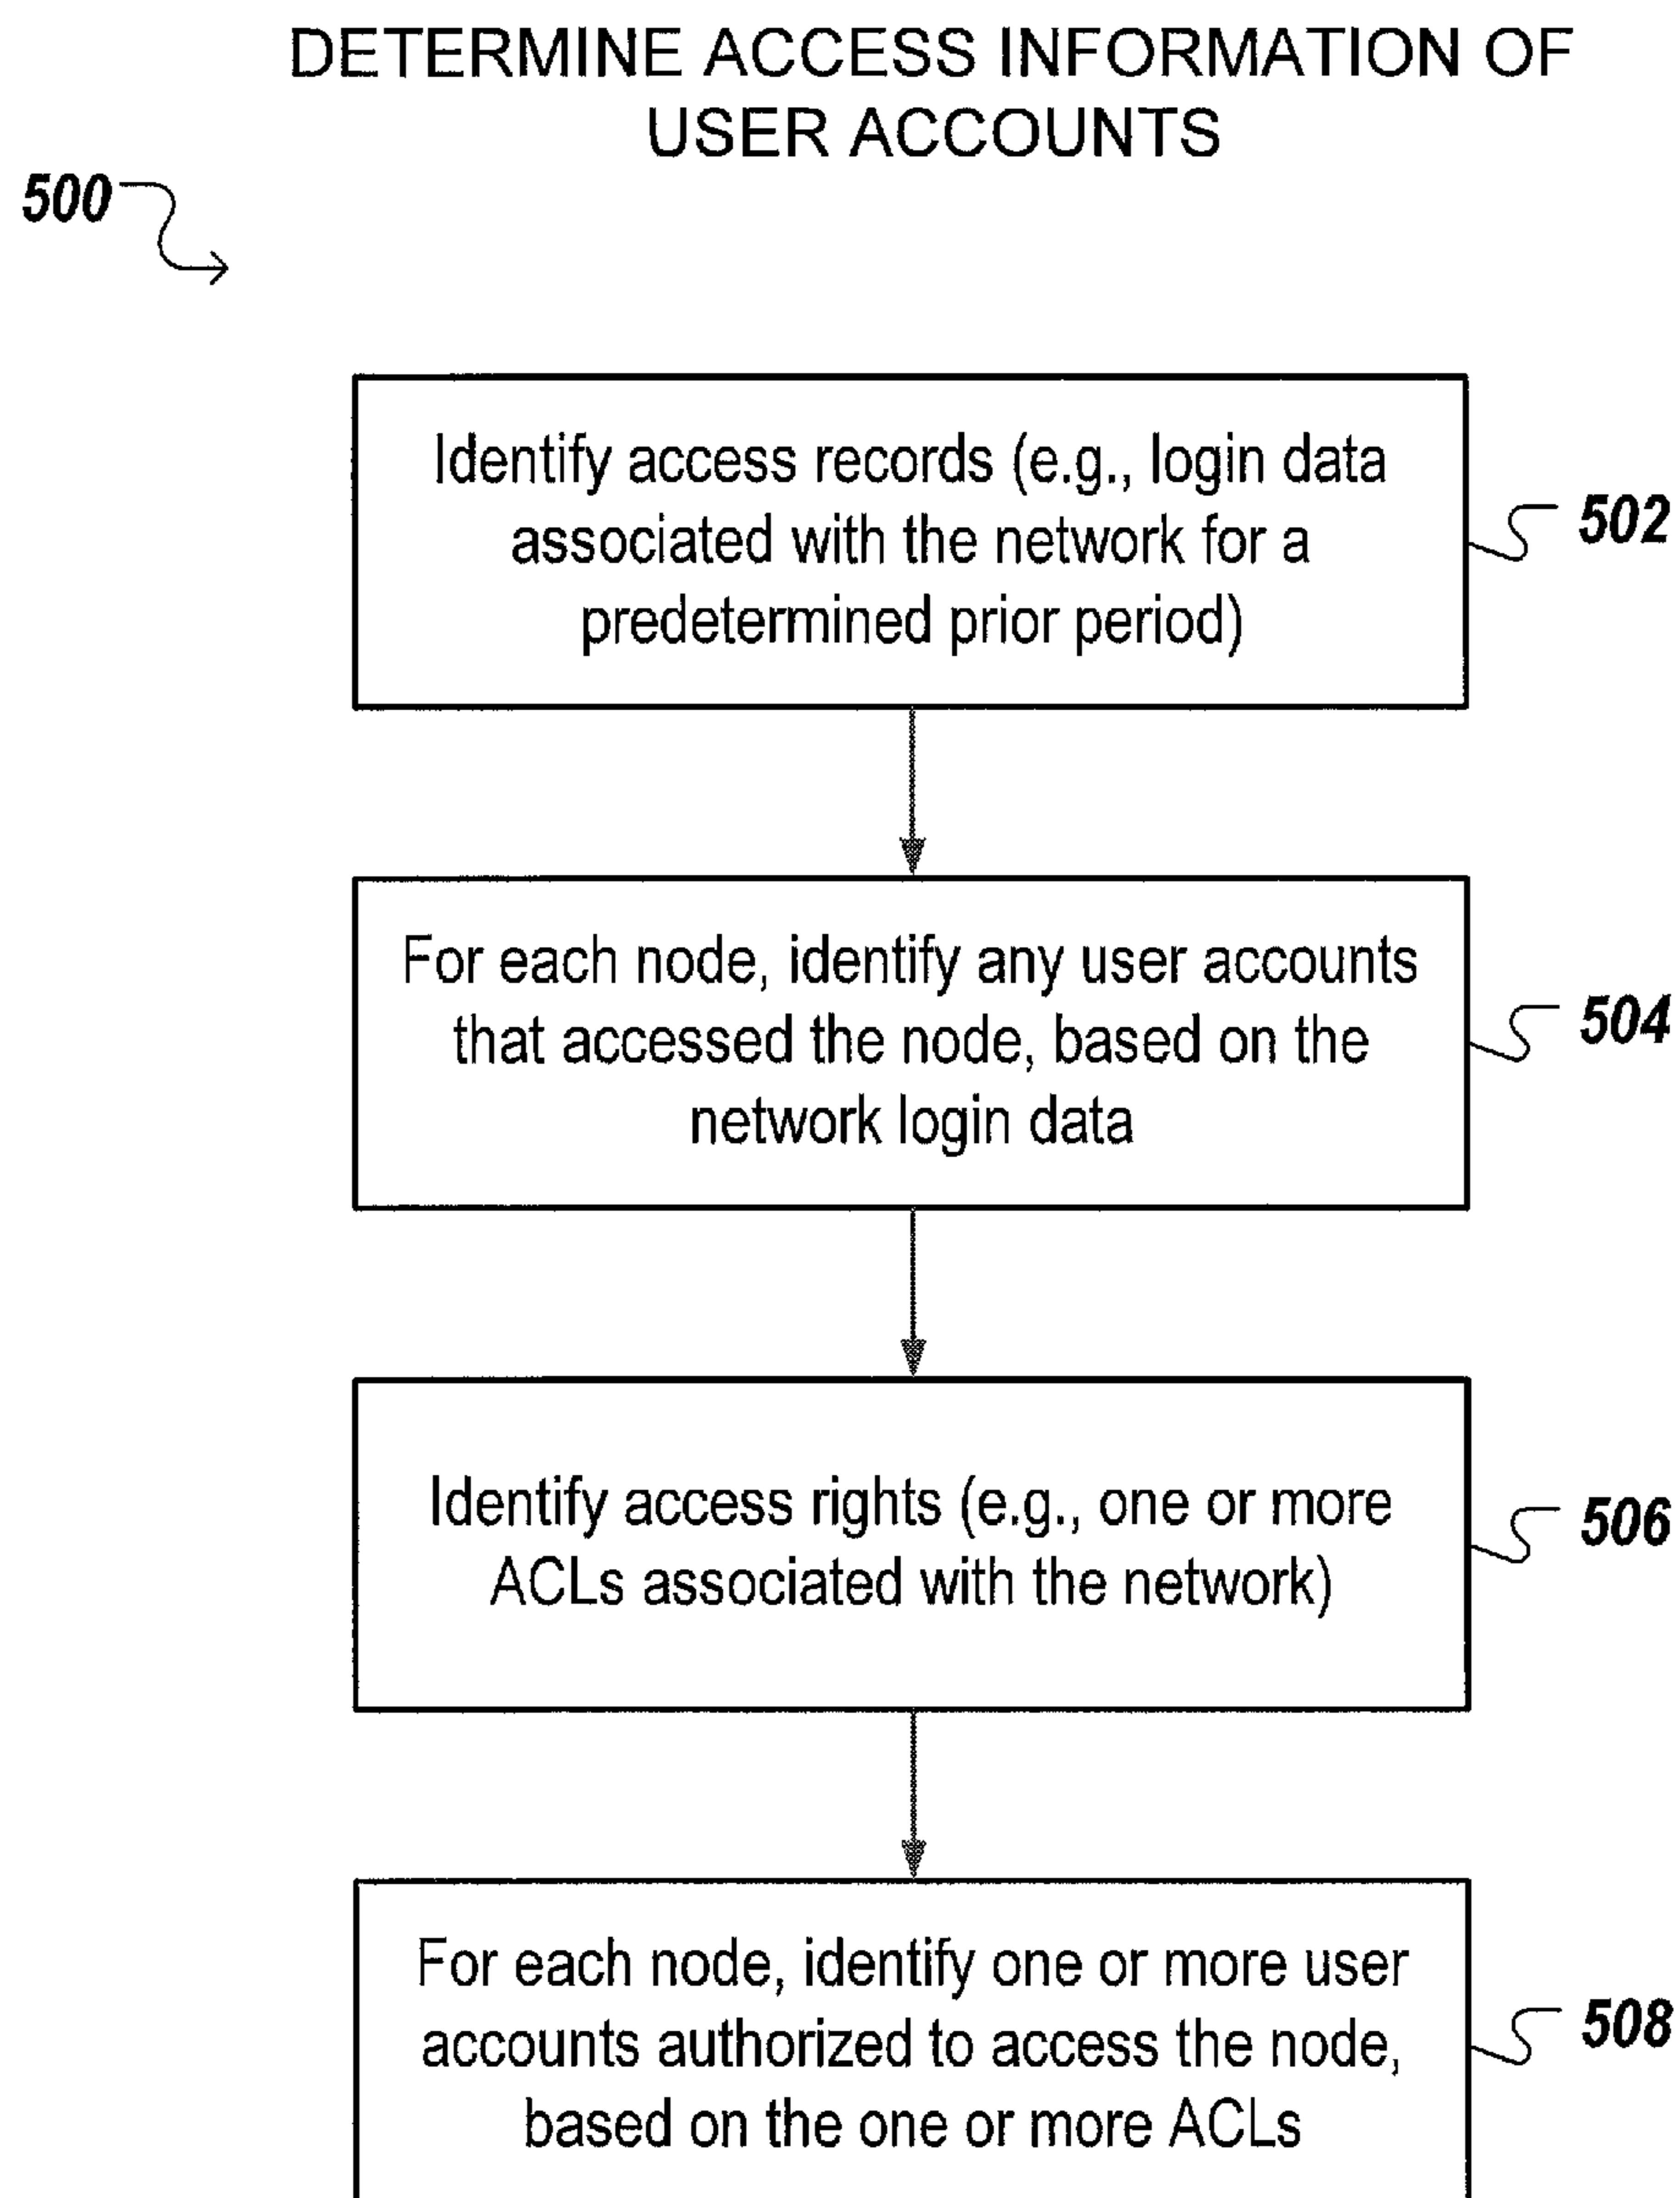 DETERMINE ACCESS INFORMATION OF
USER ACCOUNTS
500
Identify access records (e.g., login data
associated with the network for a
predetermined prior period)
502
For each node, identify any user accounts
that accessed the node, based on the
network login data
504
Identify access rights (e.g., one or more
ACLs associated with the network)
506
For each node, identify one or more user
accounts authorized to access the node,
based on the one or more ACLs
508